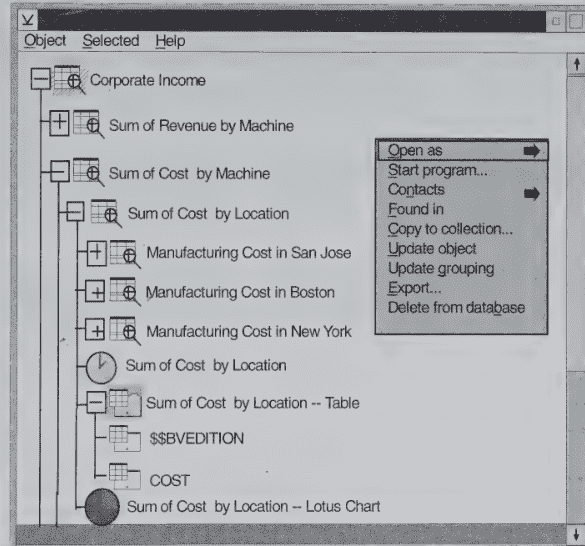 Object Selected Help
Corporate Income
Sum of Revenue by Machine
Sum of Cost by Machine
Sum of Cost by Location
Manufacturing Cost in San Jose
Manufacturing Cost in Boston
Manufacturing Cost in New York
Sum of Cost by Location
Sum of Cost by Location -- Table
$$BVEDITION
COST
Sum of Cost by Location -- Lotus Chart
Open as
Start program...
Contacts
Found in
Copy to collection...
Update object
Update grouping
Export...
Delete from database